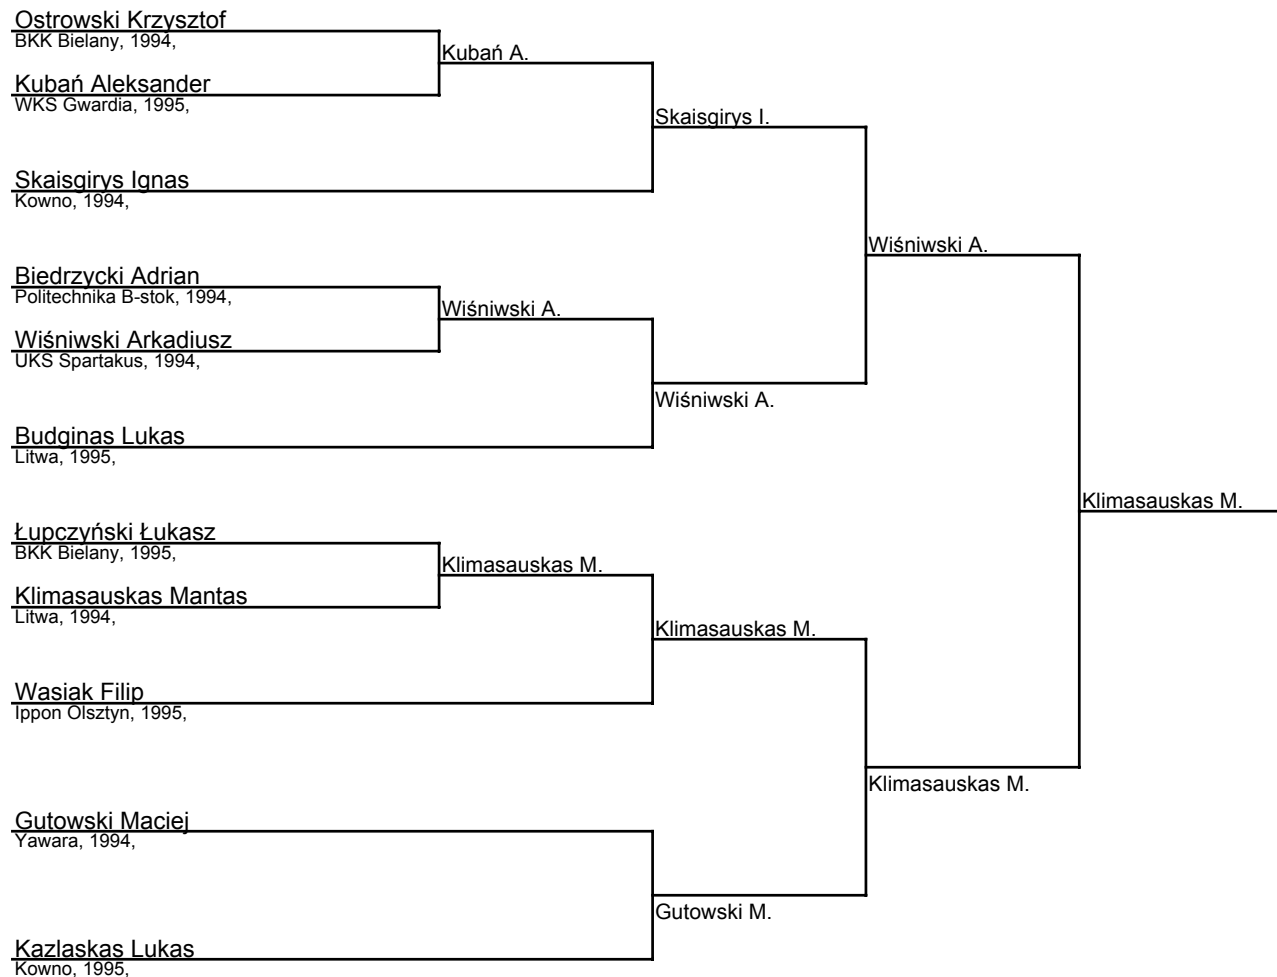 Ostrowski Krzysztof
BKK Bielany, 1994,
Kubań A.
Kubań Aleksander
WKS Gwardia, 1995,
Skaisgirys I.
Skaisgirys Ignas
Kowno, 1994,
Wiśniwski A.
Biedrzycki Adrian
Politechnika B-stok, 1994,
Wiśniwski A.
Wiśniwski Arkadiusz
UKS Spartakus, 1994,
Wiśniwski A.
Budginas Lukas
Litwa, 1995,
Klimasauskas M.
Łupczyński Łukasz
BKK Bielany, 1995,
Klimasauskas M.
Klimasauskas Mantas
Litwa, 1994,
Klimasauskas M.
Wasiak Filip
Ippon Olsztyn, 1995,
Klimasauskas M.
Gutowski Maciej
Yawara, 1994,
Gutowski M.
Kazlaskas Lukas
Kowno, 1995,